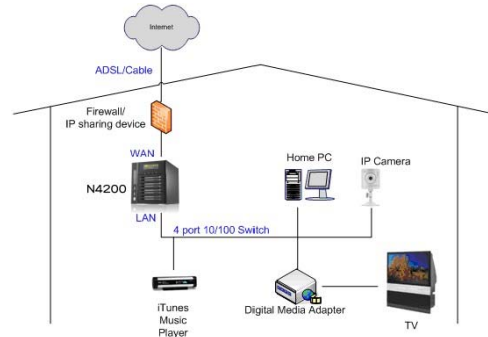 Internet
ADSL/Cable
Firewall/
IP sharing device
WAN
N4200
LAN
Home PC
IP Camera
4 port 10/100 Switch
iTunes
Music
Player
Digital Media Adapter
TV